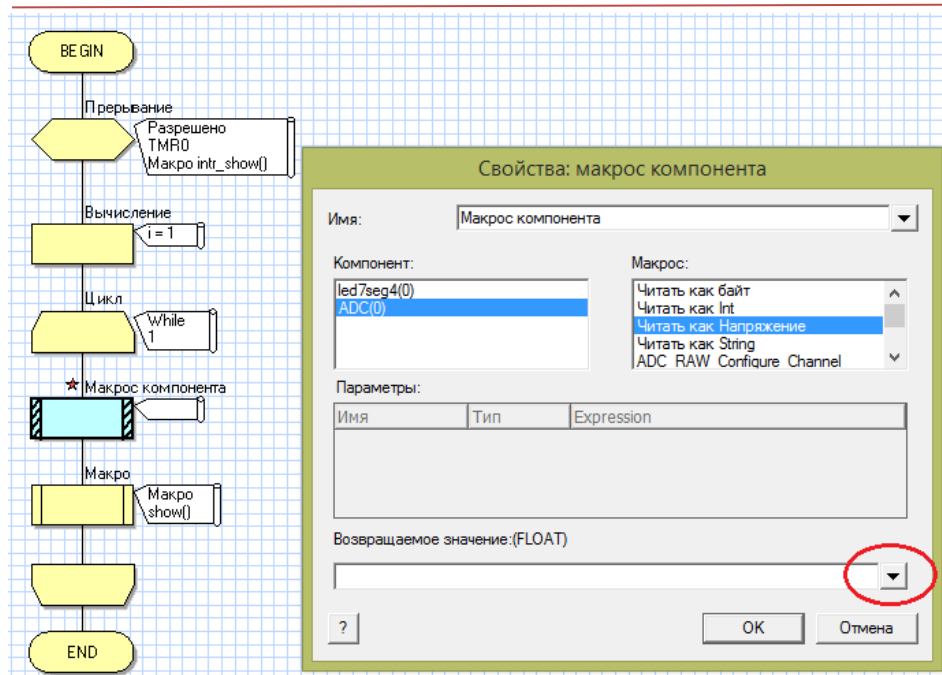 BEGIN
Прерывание
Разрешено
TMR0
Макро intr_show()
Вычисление
i = 1
Цикл
While
1
Макрос компонента
Макро
Макро
show()
END
Свойства: макрос компонента
Имя:
Макрос компонента
Компонент:
led7seg4(0)
ADC(0)
Макрос:
Читать как байт
Читать как Int
Читать как Напряжение
Читать как String
ADC_RAW_Configure_Channel
Параметры:
Имя Тип Expression
Возвращаемое значение:(FLOAT)
? OK Отмена